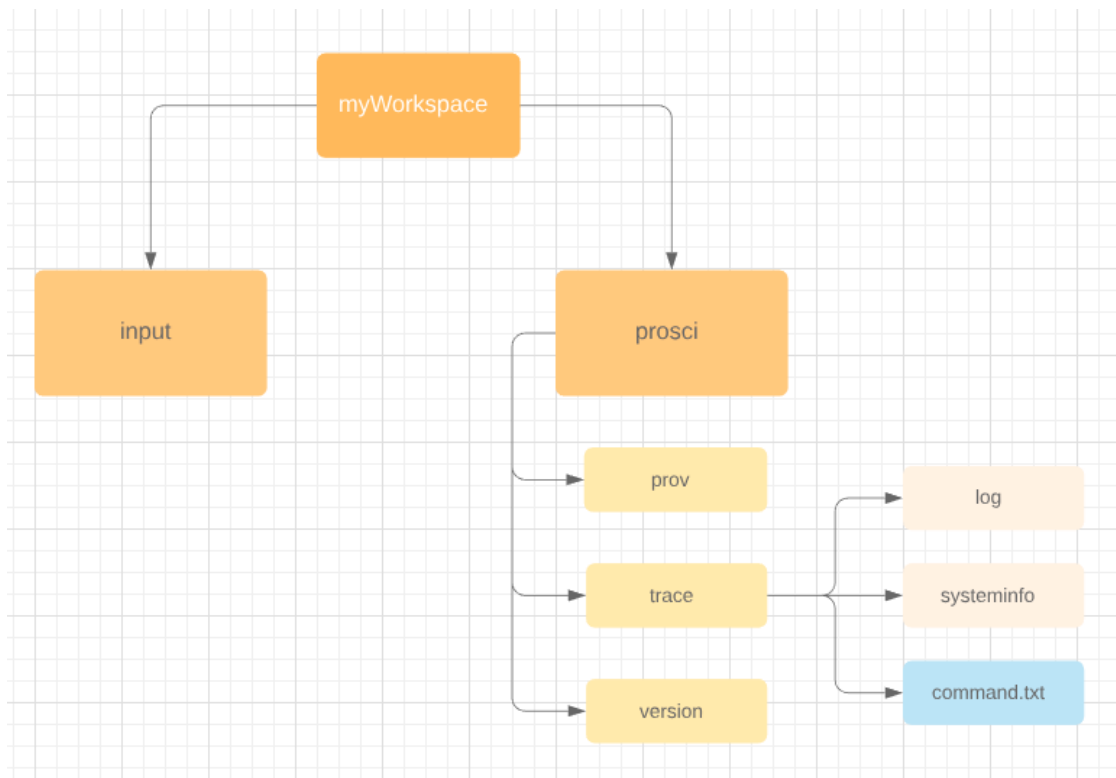 myWorkspace
input
prosci
prov
log
trace
systeminfo
command.txt
version